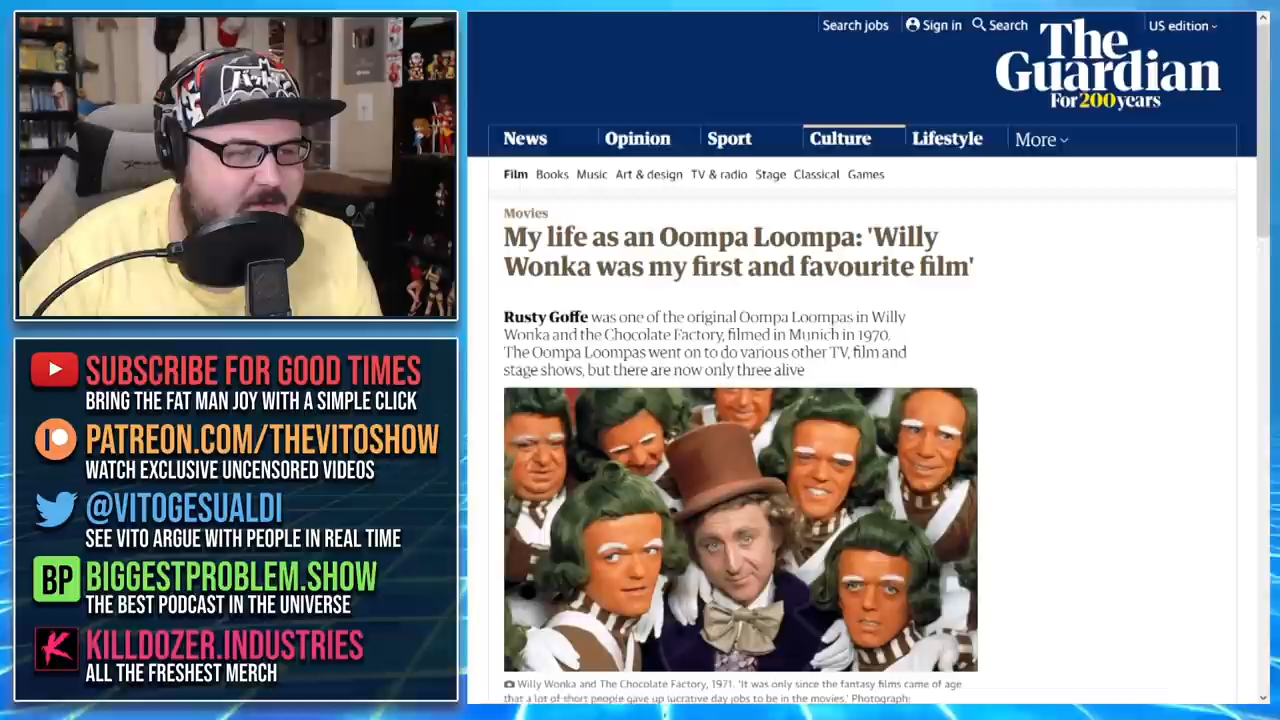 SUBSCRIBE FOR GOOD TIMES
BRING THE FAT MAN JOY WITH A SIMPLE CLICK
PATREON.COM/THEVITOSHOW
WATCH EXCLUSIVE UNCENSORED VIDEOS
@VITOGESUALDI
SEE VITO ARGUE WITH PEOPLE IN REAL TIME
BP BIGGESTPROBLEM.SHOW
THE BEST PODCAST IN THE UNIVERSE
K KILLDOZER.INDUSTRIES
ALL THE FRESHEST MERCH
Search jobs Sign in Search US edition
The
Guardian
For 200 years
News Opinion Sport Culture Lifestyle More
Film Books Music Art & design TV & radio Stage Classical Games
Movies
My life as an Oompa Loompa: 'Willy
Wonka was my first and favourite film'
Rusty Goffe was one of the original Oompa Loompas in Willy
Wonka and the Chocolate Factory, filmed in Munich in 1970.
The Oompa Loompas went on to do various other TV, film and
stage shows, but there are now only three alive
Willy Wonka and The Chocolate Factory, 1971. 'It was only since the fantasy films came of age
that a lot of short people gave up lucrative day jobs to be in the movies.' Photograph: